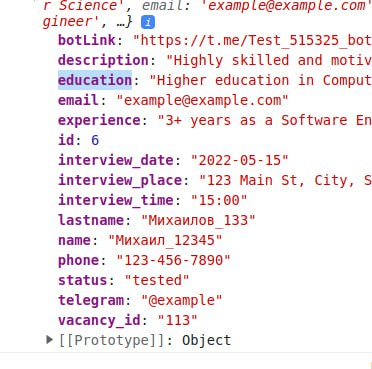 r Science', email: 'example@example.com'
gineer', …} i
botLink: "https://t.me/Test_515325_bot
description: "Highly skilled and motiv
education: "Higher education in Comput
email: "example@example.com"
experience: "3+ years as a Software En
id: 6
interview_date: "2022-05-15"
interview_place: "123 Main St, City, S
interview_time: "15:00"
lastname: "Михаилов_133"
name: "Михаил_12345"
phone: "123-456-7890"
status: "tested"
telegram: "@example"
vacancy_id: "113"
[[Prototype]]: Object